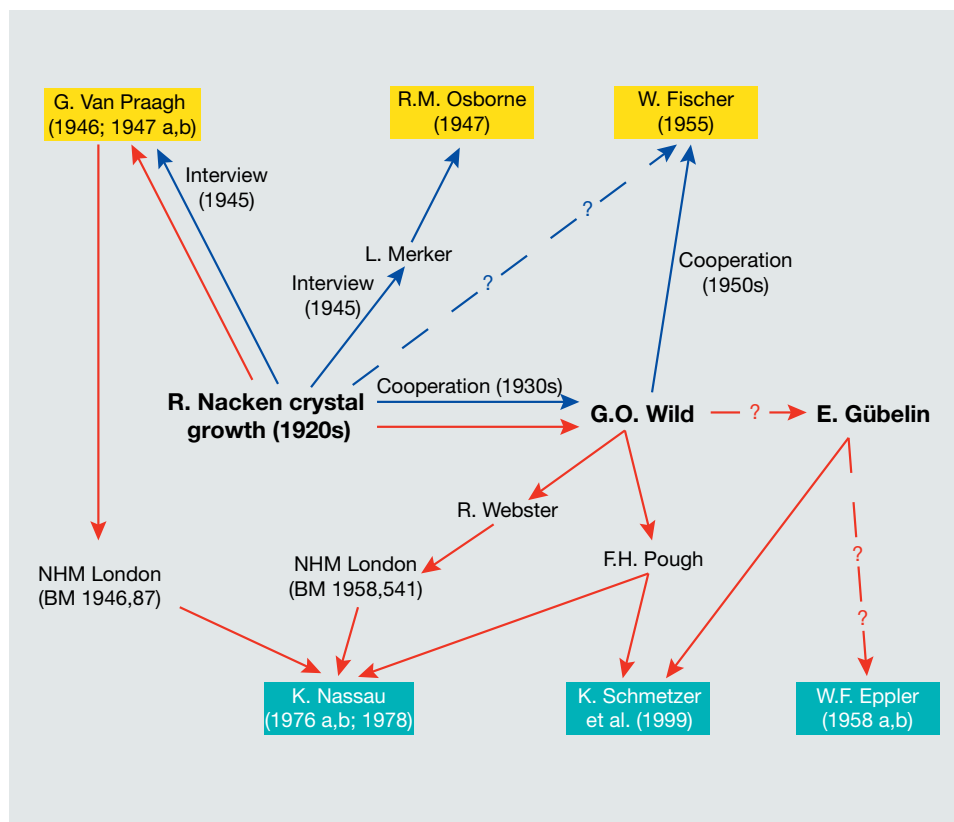 G. Van Praagh
(1946; 1947 a,b)
R.M. Osborne
(1947)
W. Fischer
(1955)
Interview
(1945)
?
L. Merker
Cooperation
(1950s)
Interview
(1945)
?
Cooperation (1930s)
R. Nacken crystal
growth (1920s)
G.O. Wild
?
E. Gübelin
R. Webster
NHM London
(BM 1946,87)
NHM London
(BM 1958,541)
F.H. Pough
?
?
K. Nassau
(1976 a,b; 1978)
K. Schmetzer
et al. (1999)
W.F. Eppler
(1958 a,b)